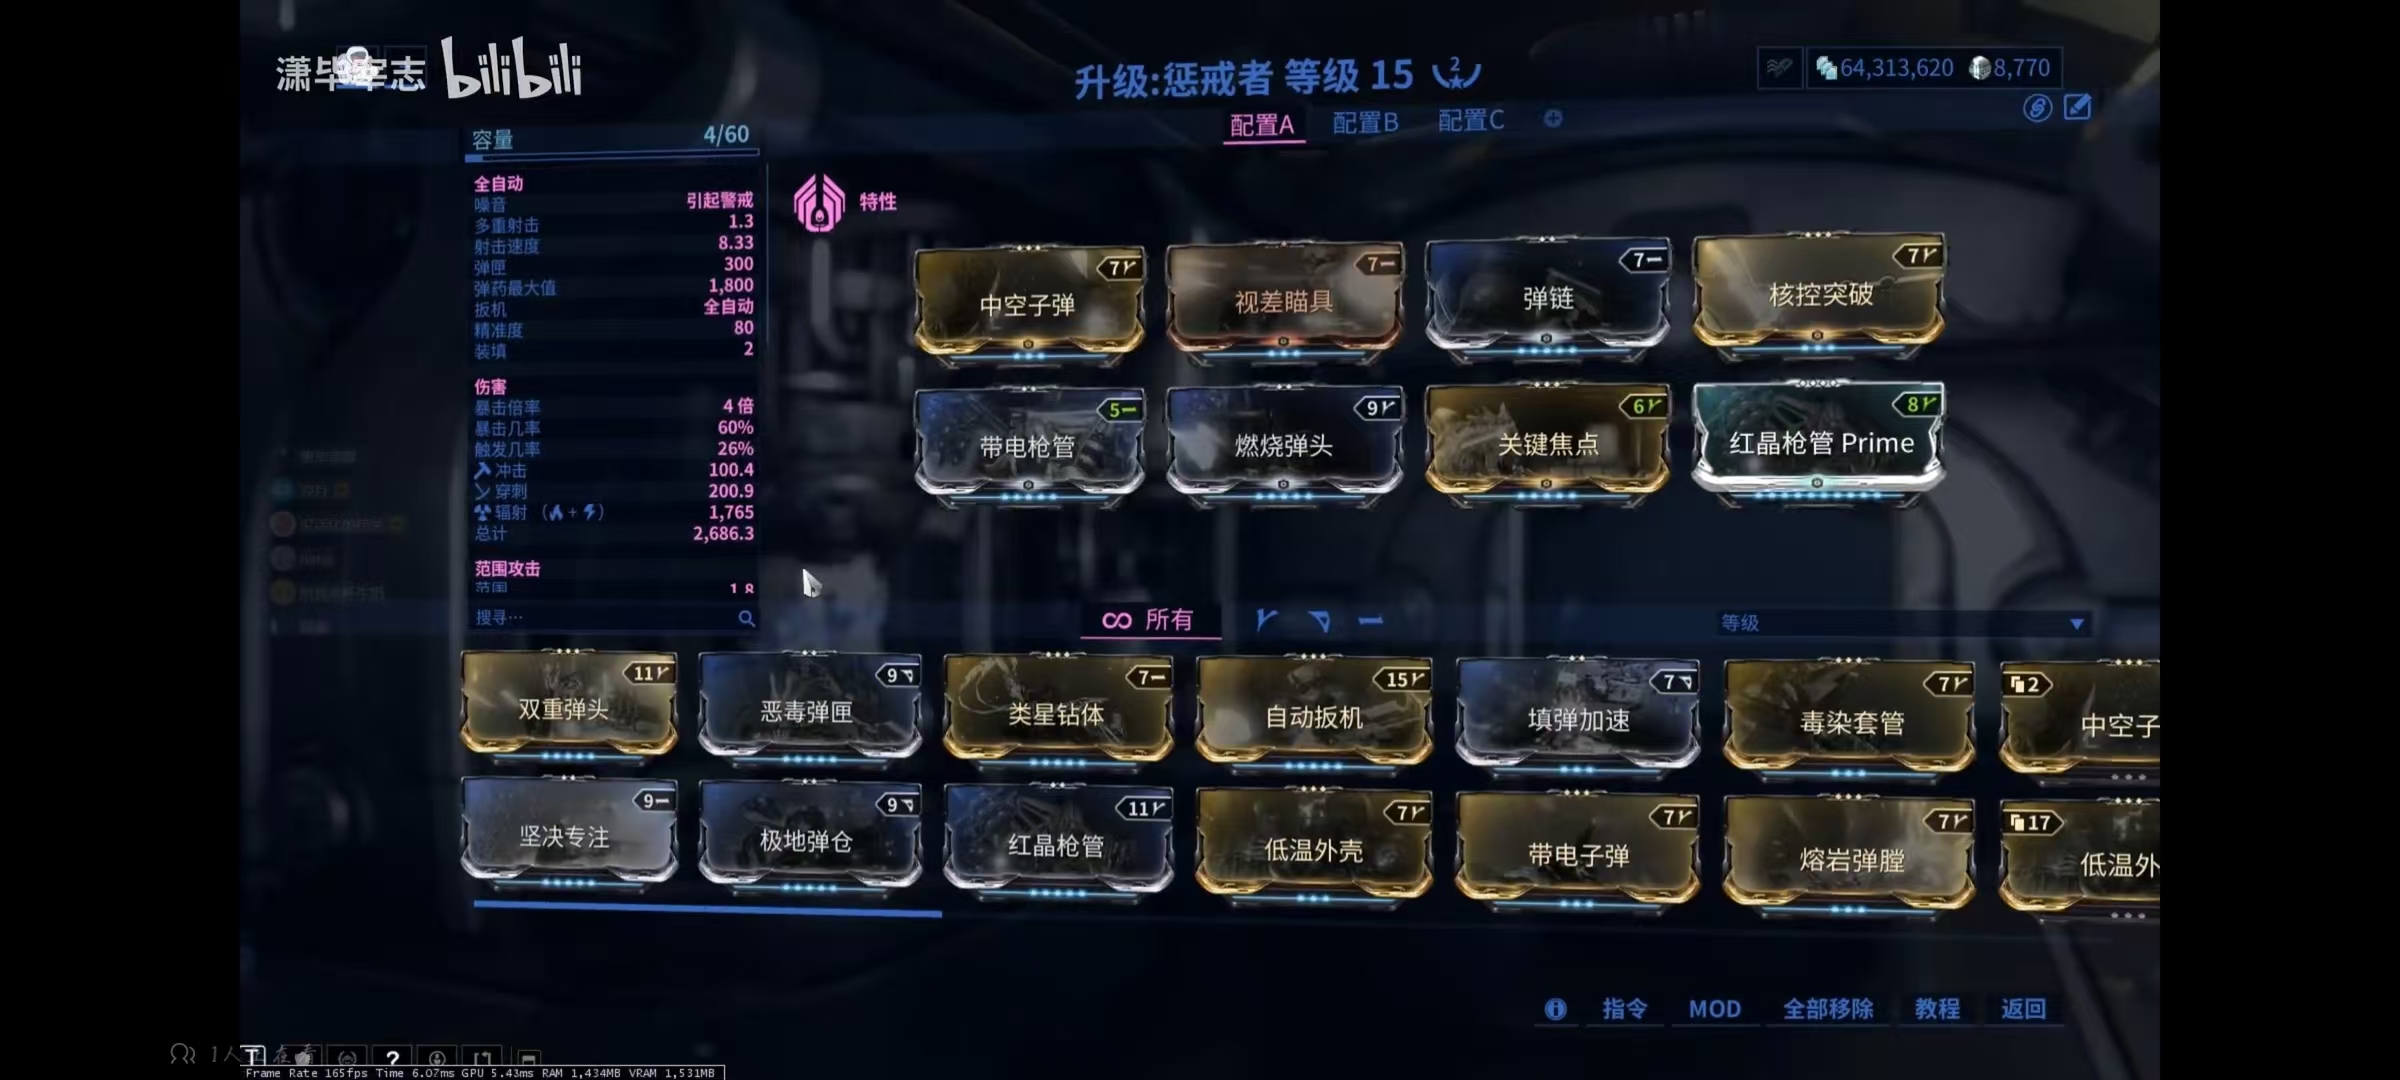 bilibili
升级:惩戒者 等级 15
2
64,313,620 8,770
配置A 配置B 配置C
容量 4/60
全自动
噪音 引起警戒
多重射击 1.3
射击速度 8.33
弹匣 300
弹药最大值 1,800
扳机 全自动
精准度 80
装填 2
伤害
暴击倍率 4 倍
暴击几率 60%
触发几率 26%
冲击 100.4
穿刺 200.9
辐射 ( + ) 1,765
总计 2,686.3
范围攻击
范围 1.8
搜寻…
特性
7 7 7 7
中空子弹 视差瞄具 弹链 核控突破
5 9 6 8
带电枪管 燃烧弹头 关键焦点 红晶枪管 Prime
所有
等级
11 9 7 15 7 7 2
双重弹头 恶毒弹匣 类星钻体 自动扳机 填弹加速 毒染套管 中空子
9 9 11 7 7 7 17
坚决专注 极地弹仓 红晶枪管 低温外壳 带电子弹 熔岩弹膛 低温外
指令 MOD 全部移除 教程 返回
Frame Rate 165fps Time 6.07ms GPU 5.43ms RAM 1,434MB VRAM 1,531MB